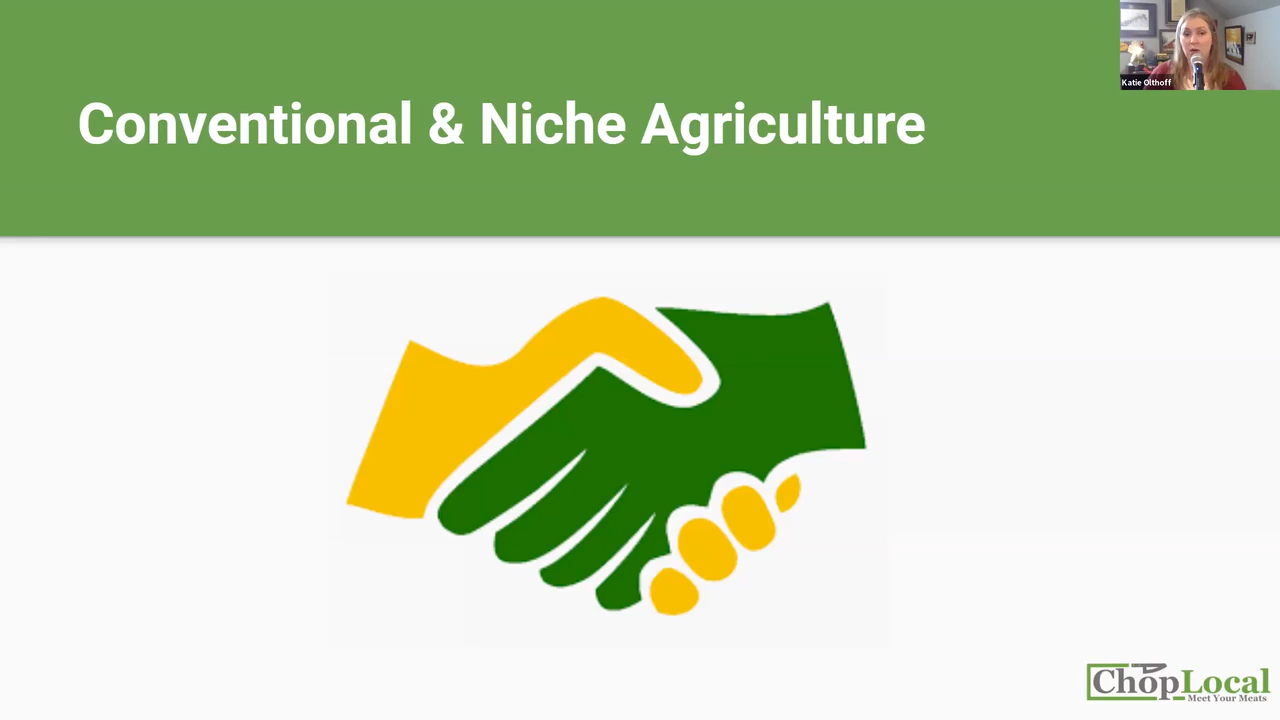 Conventional & Niche Agriculture
Katie Olthoff
ChopLocal
Meet Your Meats